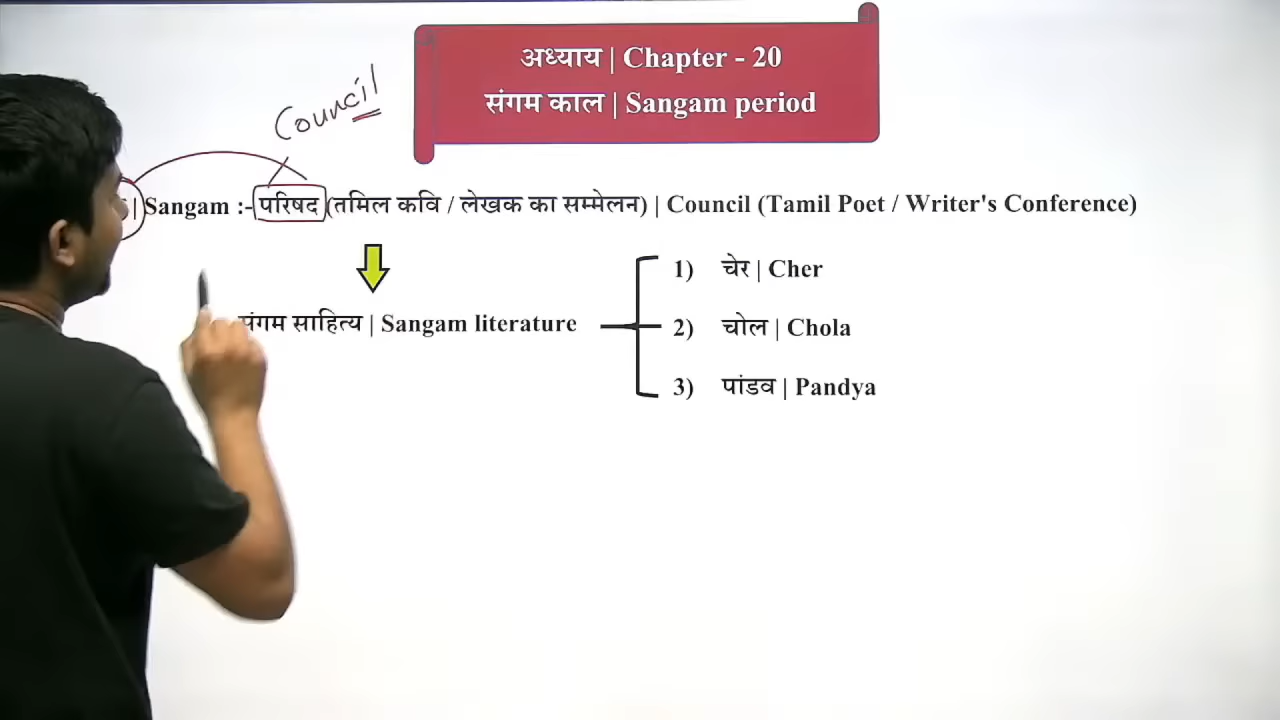 अध्याय | Chapter - 20
संगम काल | Sangam period
Council
| Sangam :- परिषद (तमिल कवि / लेखक का सम्मेलन) | Council (Tamil Poet / Writer's Conference)
संगम साहित्य | Sangam literature
1) चेर | Cher
2) चोल | Chola
3) पांडव | Pandya